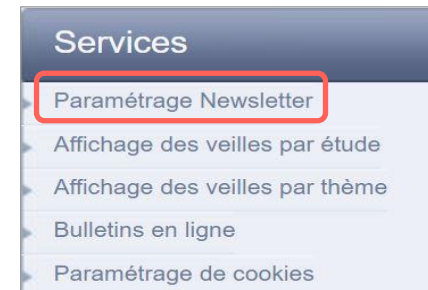 Services
Paramétrage Newsletter
Affichage des veilles par étude
Affichage des veilles par thème
Bulletins en ligne
Paramétrage de cookies